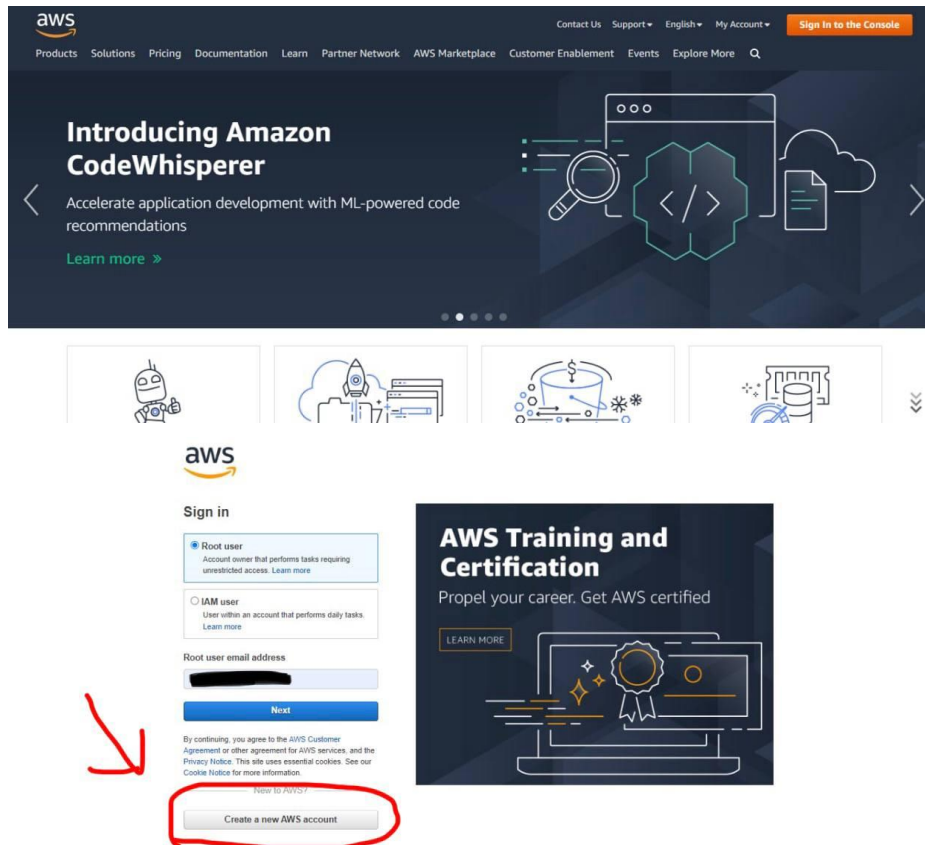 aws
Contact Us Support English My Account Sign In to the Console
Products Solutions Pricing Documentation Learn Partner Network AWS Marketplace Customer Enablement Events Explore More
Introducing Amazon
CodeWhisperer
Accelerate application development with ML-powered code
recommendations
Learn more »
aws
Sign in
Root user
Account owner that performs tasks requiring
unrestricted access. Learn more
IAM user
User within an account that performs daily tasks.
Learn more
Root user email address
Next
By continuing, you agree to the AWS Customer
Agreement or other agreement for AWS services, and the
Privacy Notice. This site uses essential cookies. See our
Cookie Notice for more information.
New to AWS?
Create a new AWS account
AWS Training and
Certification
Propel your career. Get AWS certified
LEARN MORE